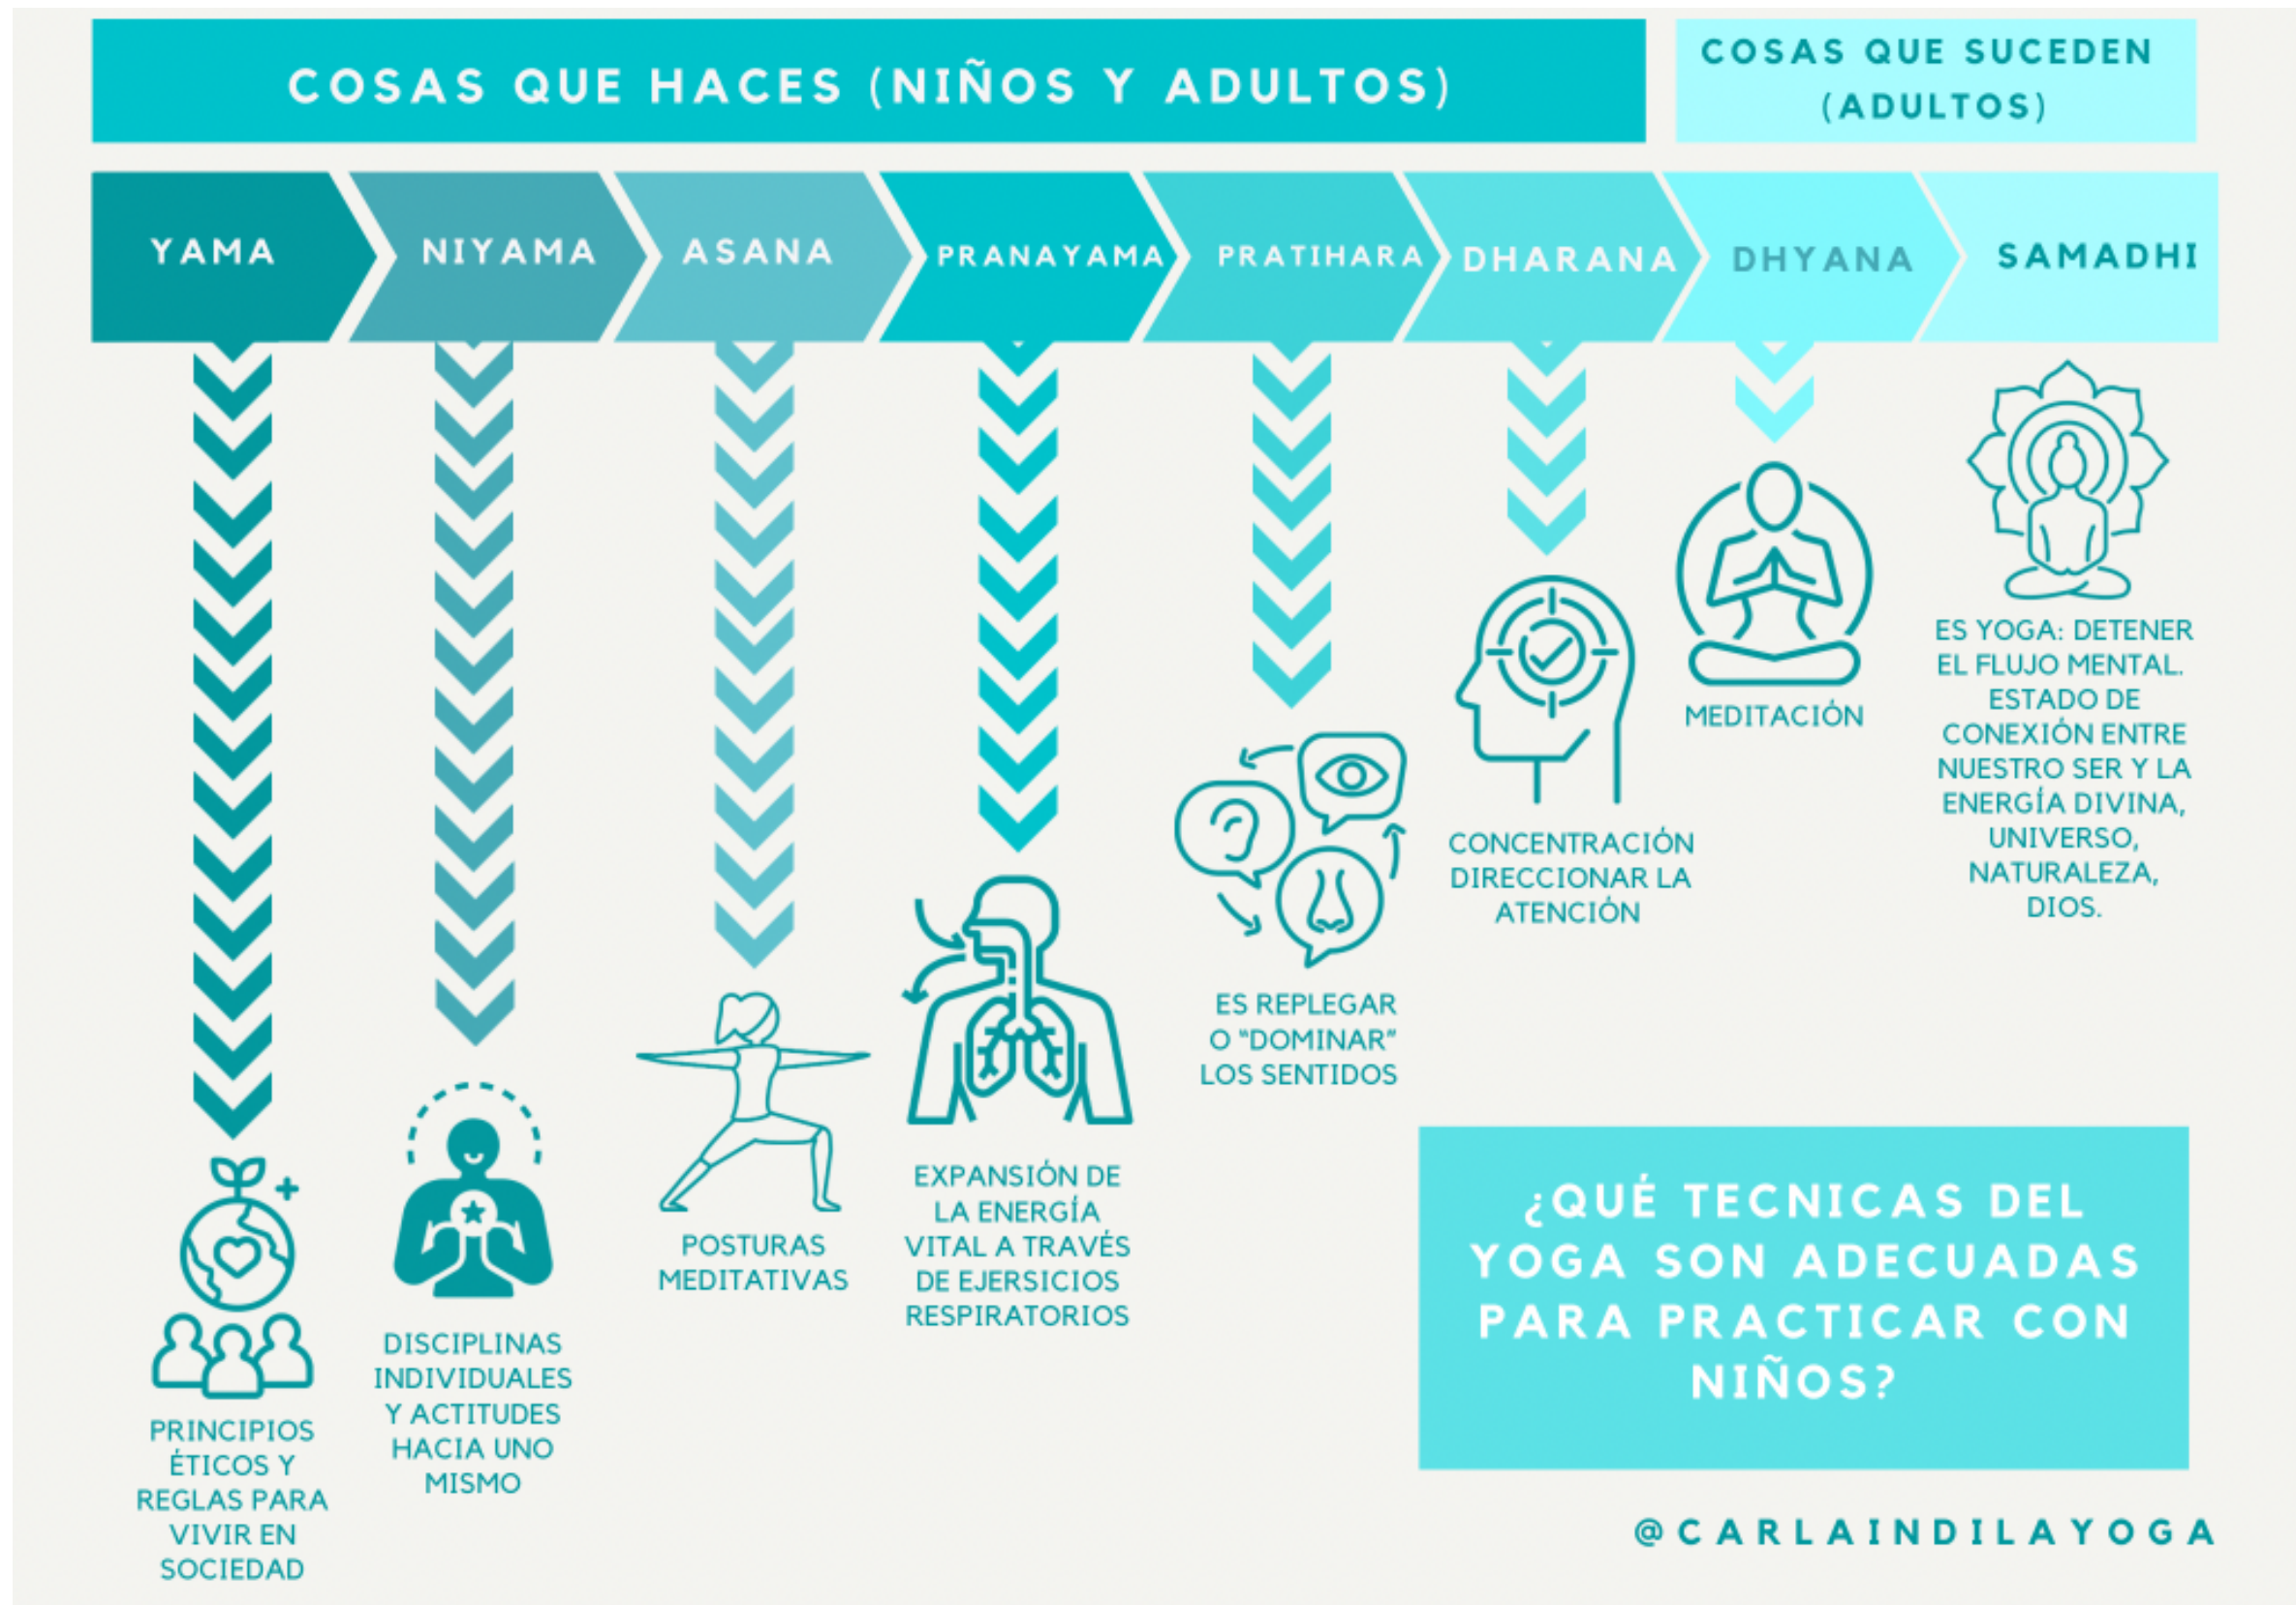 COSAS QUE HACES (NIÑOS Y ADULTOS)
COSAS QUE SUCEDEN
(ADULTOS)
YAMA
NIYAMA
ASANA
PRANAYAMA
PRATIHARA
DHARANA
DHYANA
SAMADHI
PRINCIPIOS
ÉTICOS Y
REGLAS PARA
VIVIR EN
SOCIEDAD
DISCIPLINAS
INDIVIDUALES
Y ACTITUDES
HACIA UNO
MISMO
POSTURAS
MEDITATIVAS
EXPANSIÓN DE
LA ENERGÍA
VITAL A TRAVÉS
DE EJERSICIOS
RESPIRATORIOS
ES REPLEGAR
O “DOMINAR”
LOS SENTIDOS
CONCENTRACIÓN
DIRECCIONAR LA
ATENCIÓN
MEDITACIÓN
ES YOGA: DETENER
EL FLUJO MENTAL.
ESTADO DE
CONEXIÓN ENTRE
NUESTRO SER Y LA
ENERGÍA DIVINA,
UNIVERSO,
NATURALEZA,
DIOS.
¿QUÉ TECNICAS DEL
YOGA SON ADECUADAS
PARA PRACTICAR CON
NIÑOS?
@CARLAINDILAYOGA